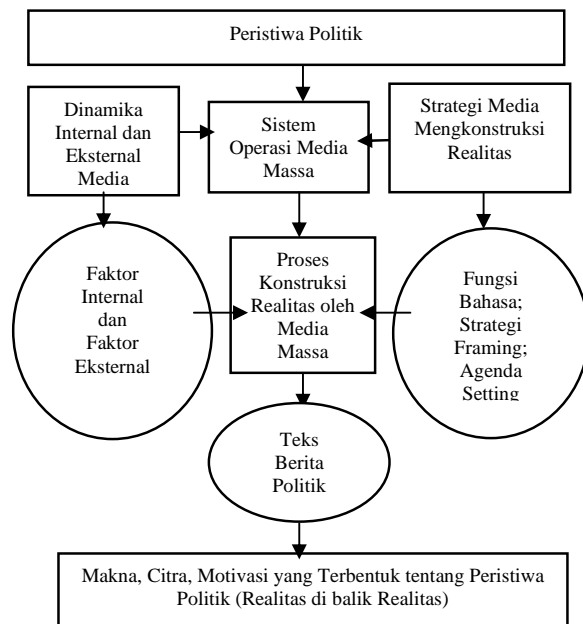 Peristiwa Politik
Dinamika
Internal dan
Eksternal
Media
Sistem
Operasi Media
Massa
Strategi Media
Mengkonstruksi
Realitas
Faktor
Internal
dan
Faktor
Eksternal
Proses
Konstruksi
Realitas oleh
Media
Massa
Fungsi
Bahasa;
Strategi
Framing;
Agenda
Setting
Teks
Berita
Politik
Makna, Citra, Motivasi yang Terbentuk tentang Peristiwa
Politik (Realitas di balik Realitas)